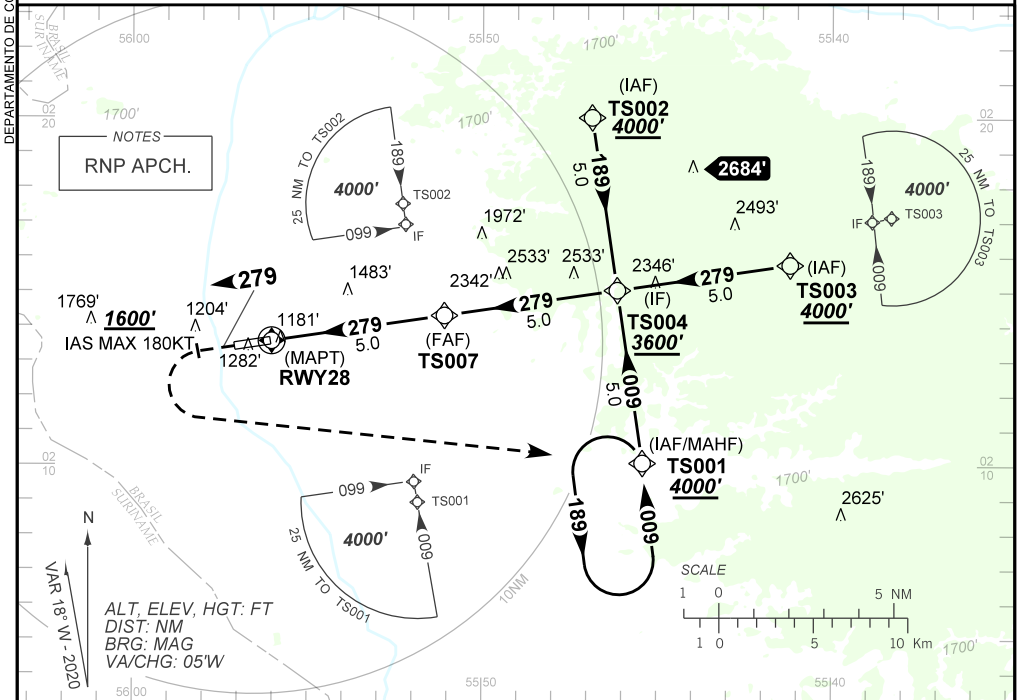 DEPARTAMENTO DE CO
56°00
55°50
55°40
BRASIL
SURINAME
02
20
1700'
1700'
1700'
NOTES
RNP APCH.
25 NM TO TS002
189
4000'
TS002
099
IF
(IAF)
TS002
4000'
189
5.0
2684'
2493'
189
4000'
IF
TS003
009
25 NM TO TS003
02
20
1972'
2533'
2533'
2342'
2346'
1483'
279
279
5.0
(IAF)
TS003
4000'
279
5.0
(IF)
TS004
3600'
279
5.0
(FAF)
TS007
1769'
1600'
1204'
1181'
IAS MAX 180KT
1282'
(MAPT)
RWY28
009
5.0
(IAF/MAHF)
TS001
4000'
02
10
02
10
189
009
1700'
2625'
099
IF
TS001
4000'
009
25 NM TO TS001
10NM
BRASIL
SURINAME
N
VAR 18° W - 2020
ALT, ELEV, HGT: FT
DIST: NM
BRG: MAG
VA/CHG: 05'W
SCALE
1 0 5 NM
1 0 5 10 Km
1700'
56°00
55°50
55°40